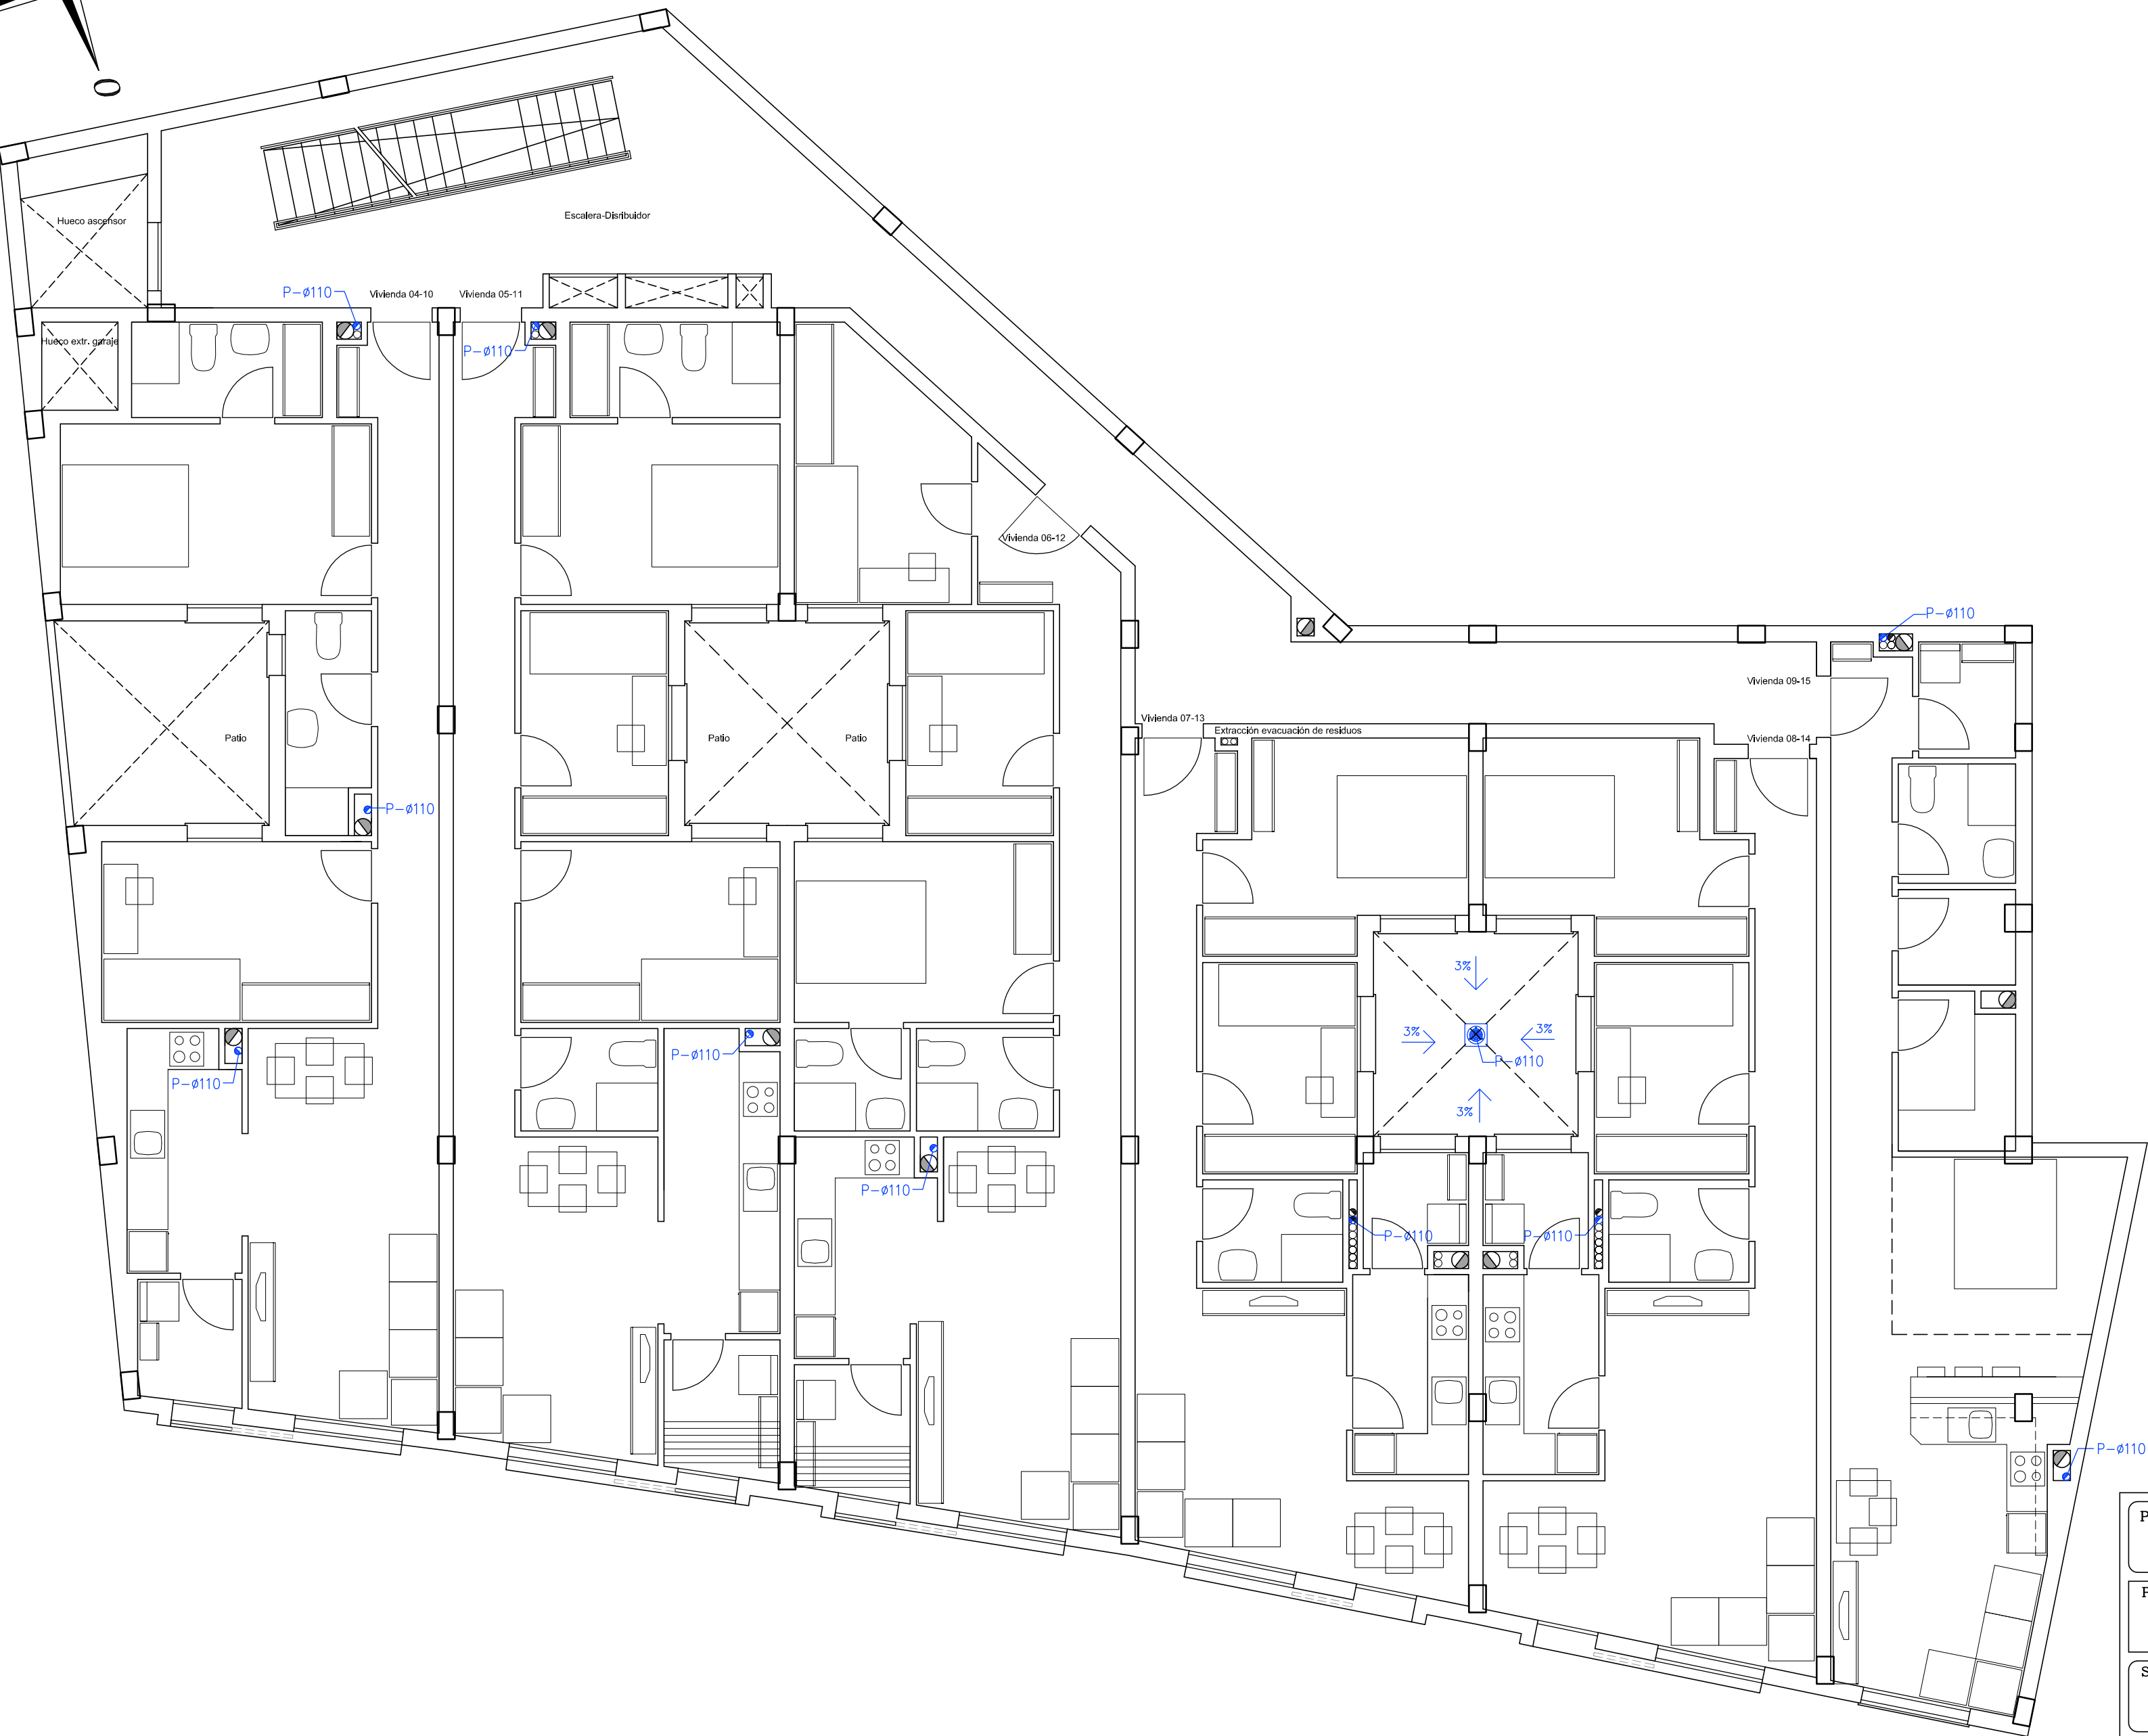 Hueco ascensor
Escalera-Disribuidor
P-ø110
Vivienda 04-10
Vivienda 05-11
Hueco extr. garaje
P-ø110
Vivienda 06-12
P-ø110
Vivienda 09-15
Vivienda 07-13
Extracción evacuación de residuos
Patio
Patio
Patio
Vivienda 08-14
P-ø110
3%
3%
3%
P-ø110
P-ø110
P-ø110
3%
P-ø110
P-ø110
P-ø110
P-ø110
P
P
S